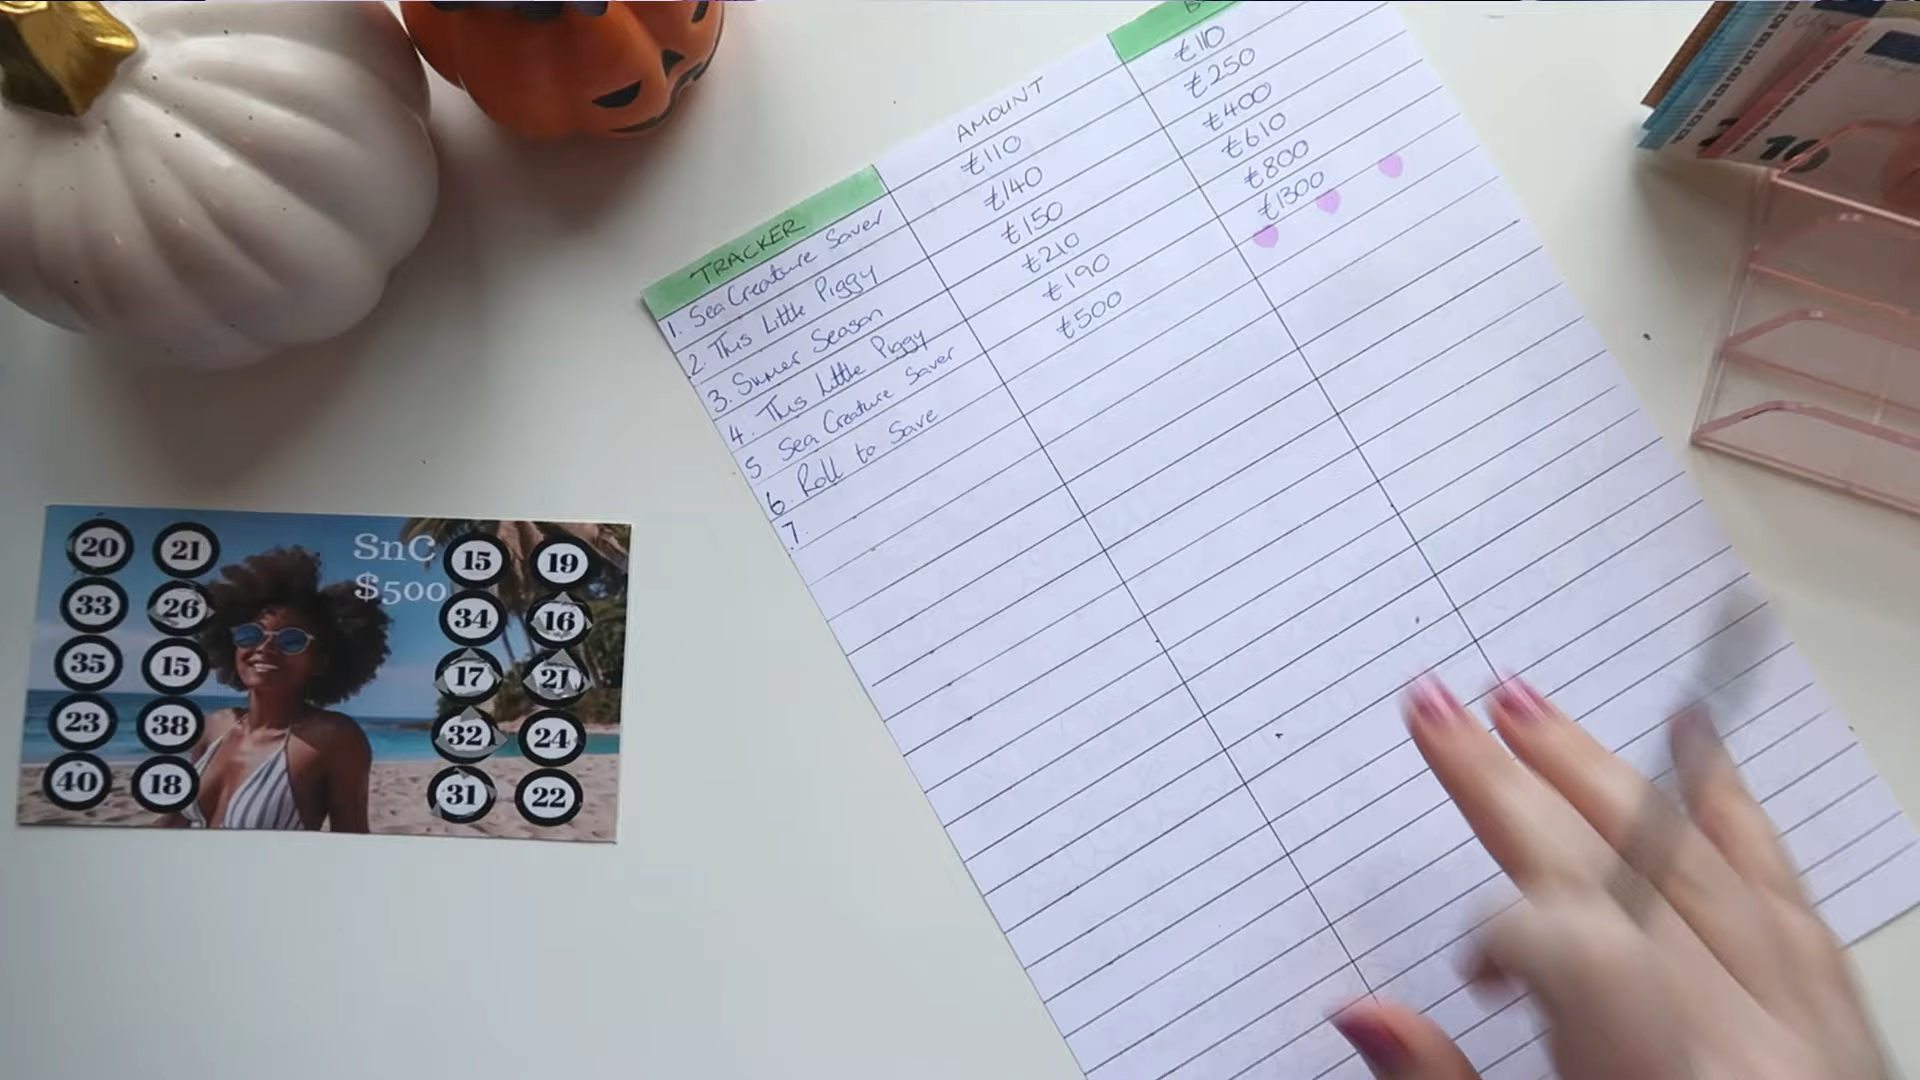 TRACKER AMOUNT
1. Sea Creature Saver £110 £110
2. This Little Piggy £140 £250
3. Summer Season £150 £400
4. This Little Piggy £210 £610
5 Sea Creature Saver £190 £800
6. Roll to Save £500 £1300
7.
SnC
$500
20 21 15 19
33 26 34 16
35 15 17 21
23 38 32 24
40 18 31 22
10